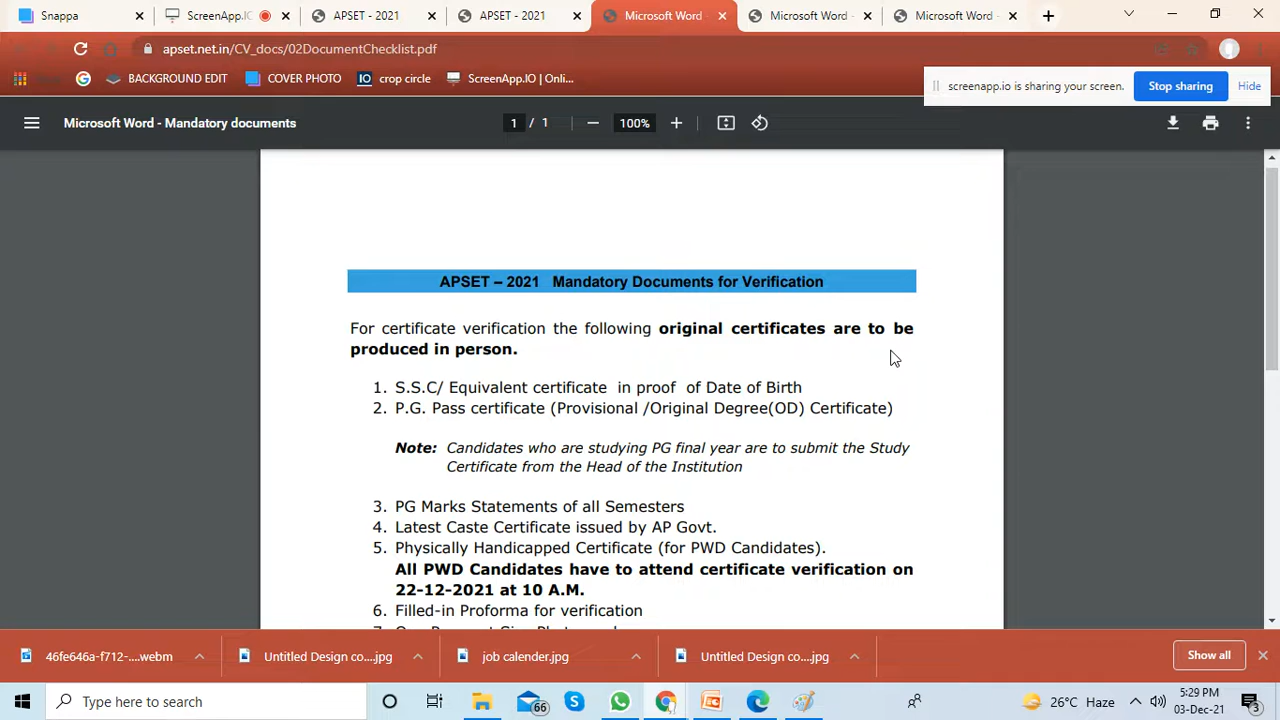 Snappa
ScreenApp.IO
APSET - 2021
APSET - 2021
Microsoft Word -
Microsoft Word -
Microsoft Word -
apset.net.in/CV_docs/02DocumentChecklist.pdf
BACKGROUND EDIT
COVER PHOTO
IO crop circle
ScreenApp.IO | Onli...
screenapp.io is sharing your screen.
Stop sharing
Hide
Microsoft Word - Mandatory documents
1 / 1
100%
APSET – 2021 Mandatory Documents for Verification
For certificate verification the following original certificates are to be
produced in person.
1. S.S.C/ Equivalent certificate in proof of Date of Birth
2. P.G. Pass certificate (Provisional /Original Degree(OD) Certificate)
Note: Candidates who are studying PG final year are to submit the Study
Certificate from the Head of the Institution
3. PG Marks Statements of all Semesters
4. Latest Caste Certificate issued by AP Govt.
5. Physically Handicapped Certificate (for PWD Candidates).
All PWD Candidates have to attend certificate verification on
22-12-2021 at 10 A.M.
6. Filled-in Proforma for verification
46fe646a-f712-....webm
Untitled Design co....jpg
job calender.jpg
Untitled Design co....jpg
Show all
Type here to search
66
26°C Haze
5:29 PM
03-Dec-21
3